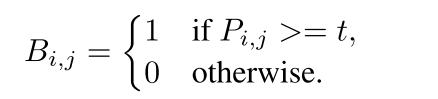 B_{i,j} = { 1 if P_{i,j} >= t,
0 otherwise.